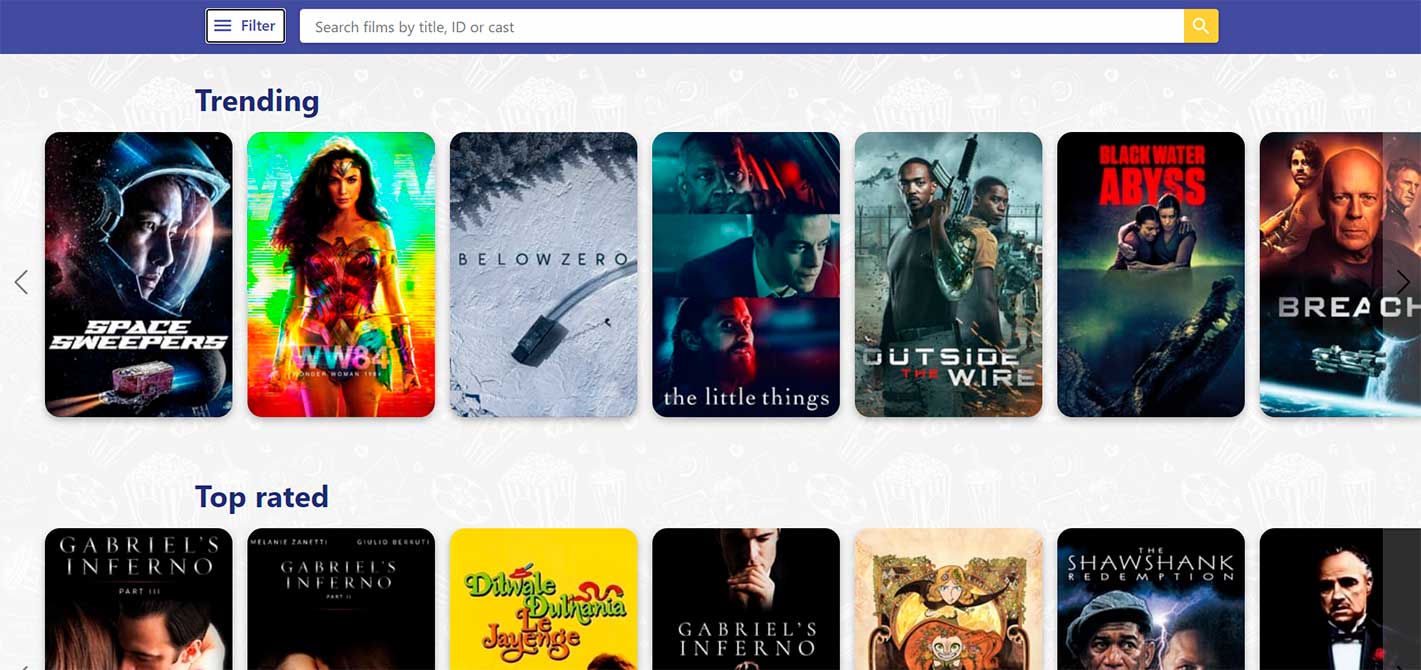 Filter
Search films by title, ID or cast
Trending
SPACE
SWEEPERS
WW84
WONDER WOMAN 1984
BELOWZERO
the little things
OUTSIDE
THE WIRE
BLACK WATER
ABYSS
BREACH
Top rated
GABRIEL'S
INFERNO
PART III
MELANIE ZANETTI GIULIO BERRUTI
GABRIEL'S
INFERNO
PART II
Dilwale
Dulhania
Le
Jayenge
GABRIEL'S
INFERNO
THE
SHAWSHANK
REDEMPTION